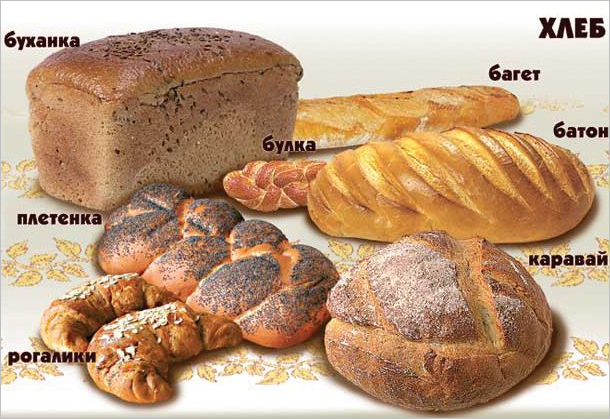 ХЛЕБ
буханка
багет
батон
булка
плетенка
каравай
рогалики